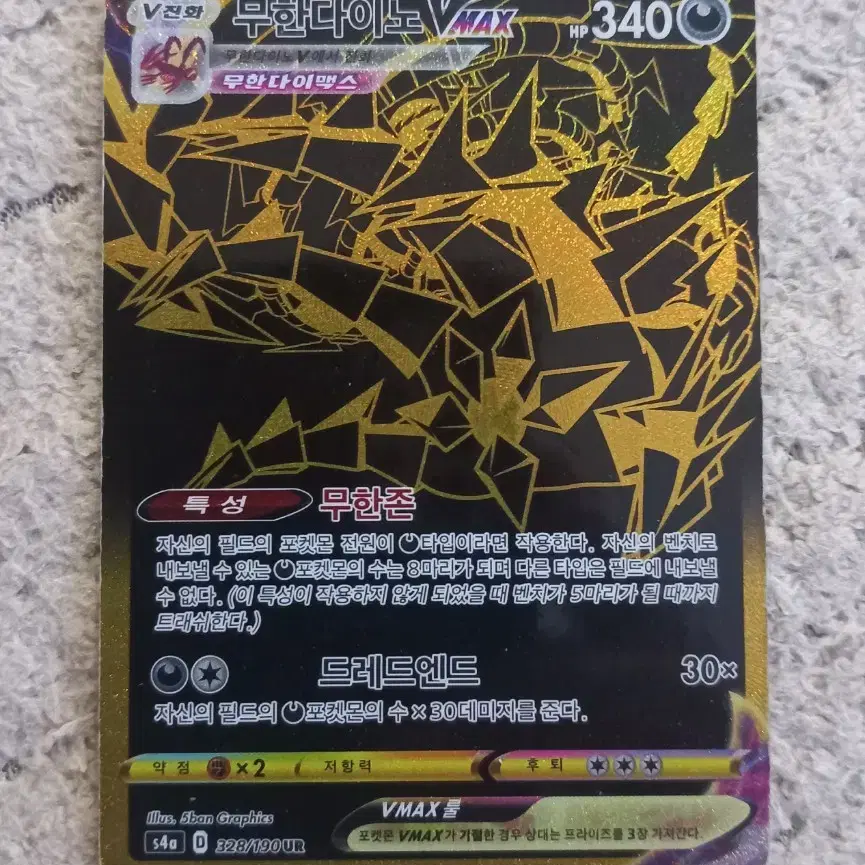 V진화 무한다이노 VMAX HP 340
무한다이노 V에서 진화
무한다이맥스
특성 무한존
자신의 필드의 포켓몬 전원이 타입이라면 작용한다. 자신의 벤치로
내보낼 수 있는 포켓몬의 수는 8마리가 되며 다른 타입은 필드에 내보낼
수 없다. (이 특성이 작용하지 않게 되었을 때 벤치가 5마리가 될 때까지
트래쉬한다.)
드레드엔드 30×
자신의 필드의 포켓몬의 수 × 30데미지를 준다.
약점 ×2 저항력 후퇴
Illus. 5ban Graphics
VMAX 룰
s4a D 328/190 UR
포켓몬 VMAX가 기절한 경우 상대는 프라이즈를 3장 가져간다.